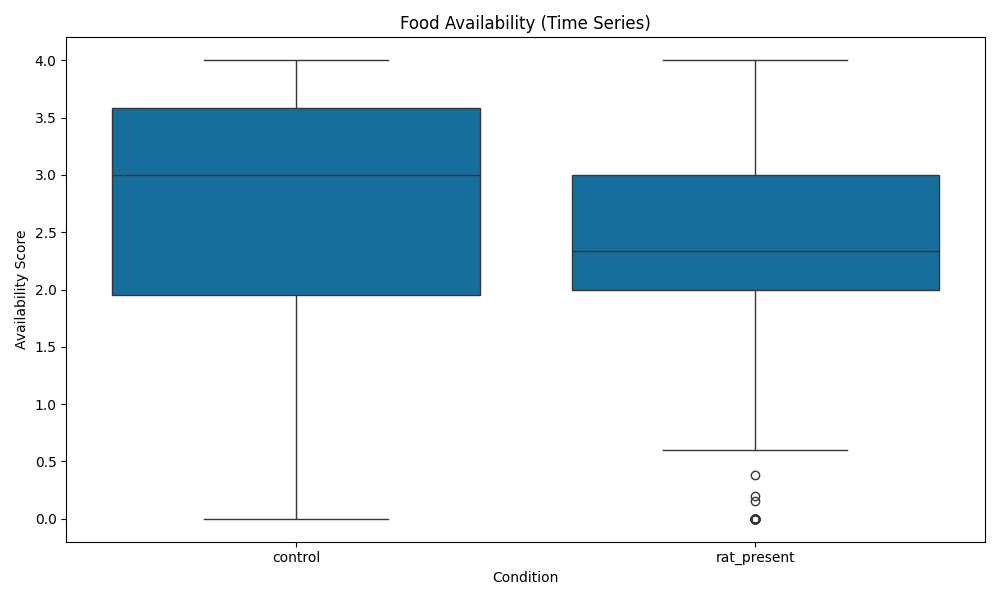 Food Availability (Time Series)
Availability Score
4.0
3.5
3.0
2.5
2.0
1.5
1.0
0.5
0.0
control
rat_present
Condition